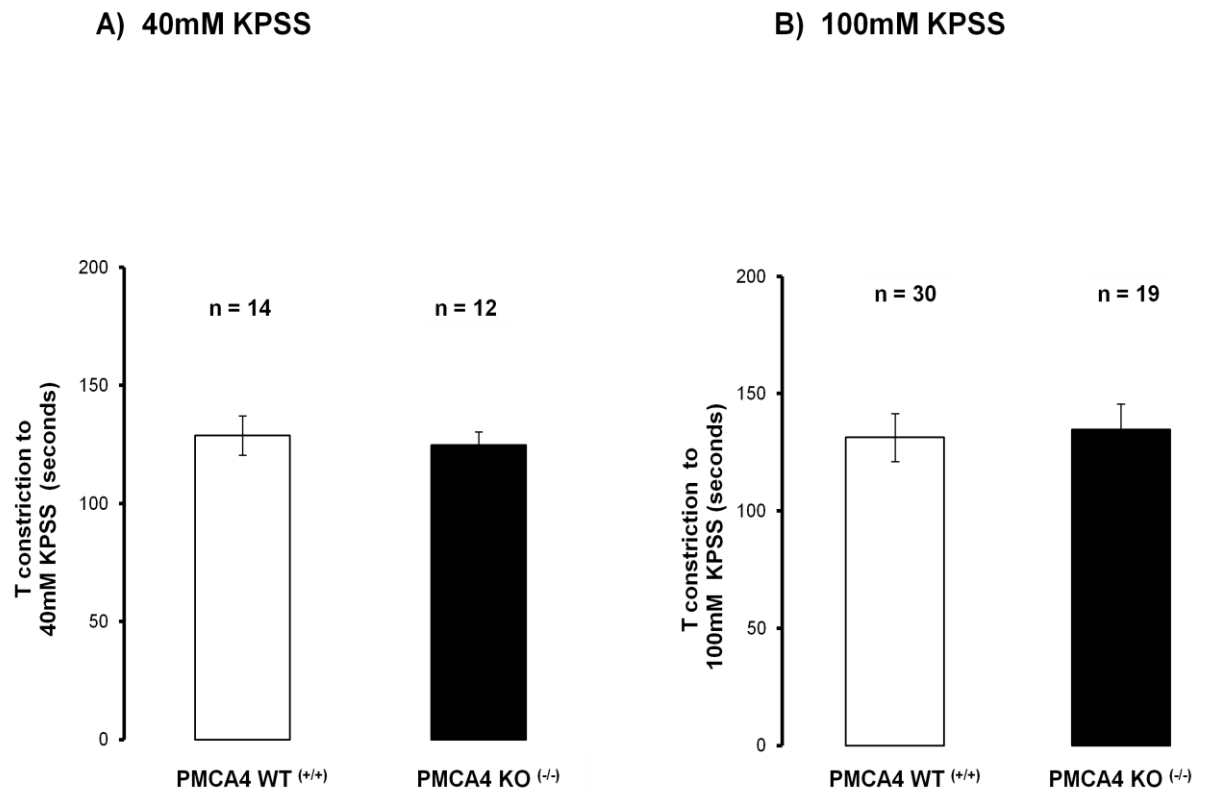 A) 40mM KPSS
200
150
100
50
0
T constriction to
40mM KPSS (seconds)
n = 14
n = 12
PMCA4 WT (+/+)
PMCA4 KO (-/-)
B) 100mM KPSS
200
150
100
50
0
T constriction to
100mM KPSS (seconds)
n = 30
n = 19
PMCA4 WT (+/+)
PMCA4 KO (-/-)